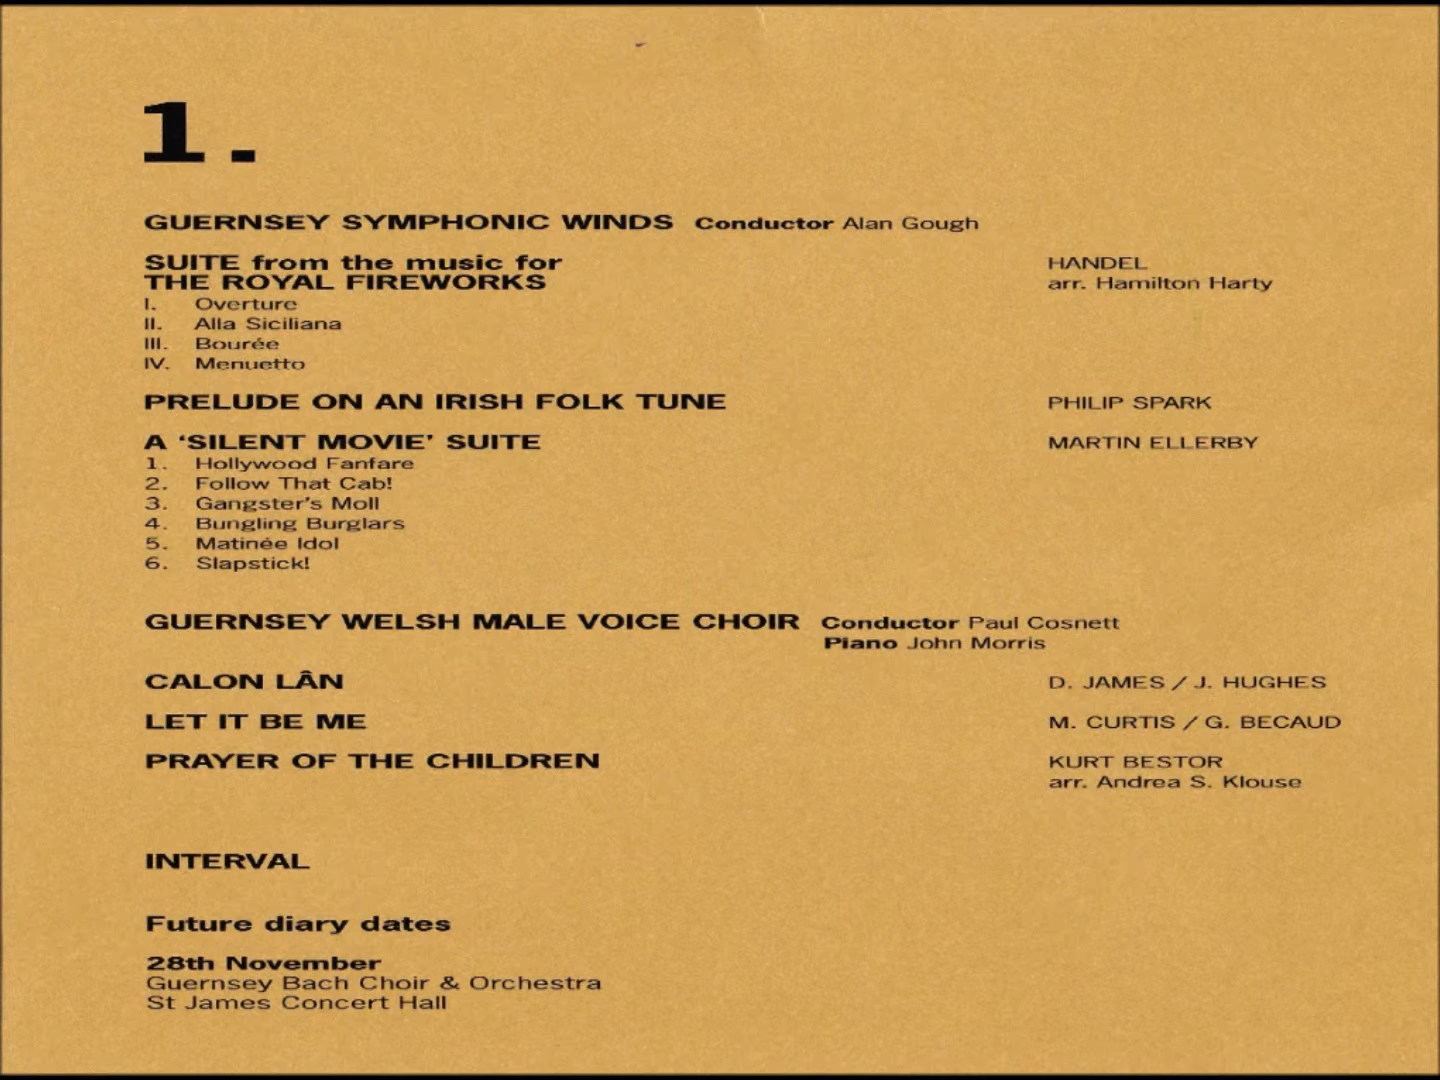 1.
GUERNSEY SYMPHONIC WINDS Conductor Alan Gough
SUITE from the music for HANDEL
THE ROYAL FIREWORKS arr. Hamilton Harty
I. Overture
II. Alla Siciliana
III. Bourée
IV. Menuetto
PRELUDE ON AN IRISH FOLK TUNE PHILIP SPARK
A ‘SILENT MOVIE’ SUITE MARTIN ELLERBY
1. Hollywood Fanfare
2. Follow That Cab!
3. Gangster’s Moll
4. Bungling Burglars
5. Matinée Idol
6. Slapstick!
GUERNSEY WELSH MALE VOICE CHOIR Conductor Paul Cosnett
Piano John Morris
CALON LÂN D. JAMES / J. HUGHES
LET IT BE ME M. CURTIS / G. BECAUD
PRAYER OF THE CHILDREN KURT BESTOR
arr. Andrea S. Klouse
INTERVAL
Future diary dates
28th November
Guernsey Bach Choir & Orchestra
St James Concert Hall